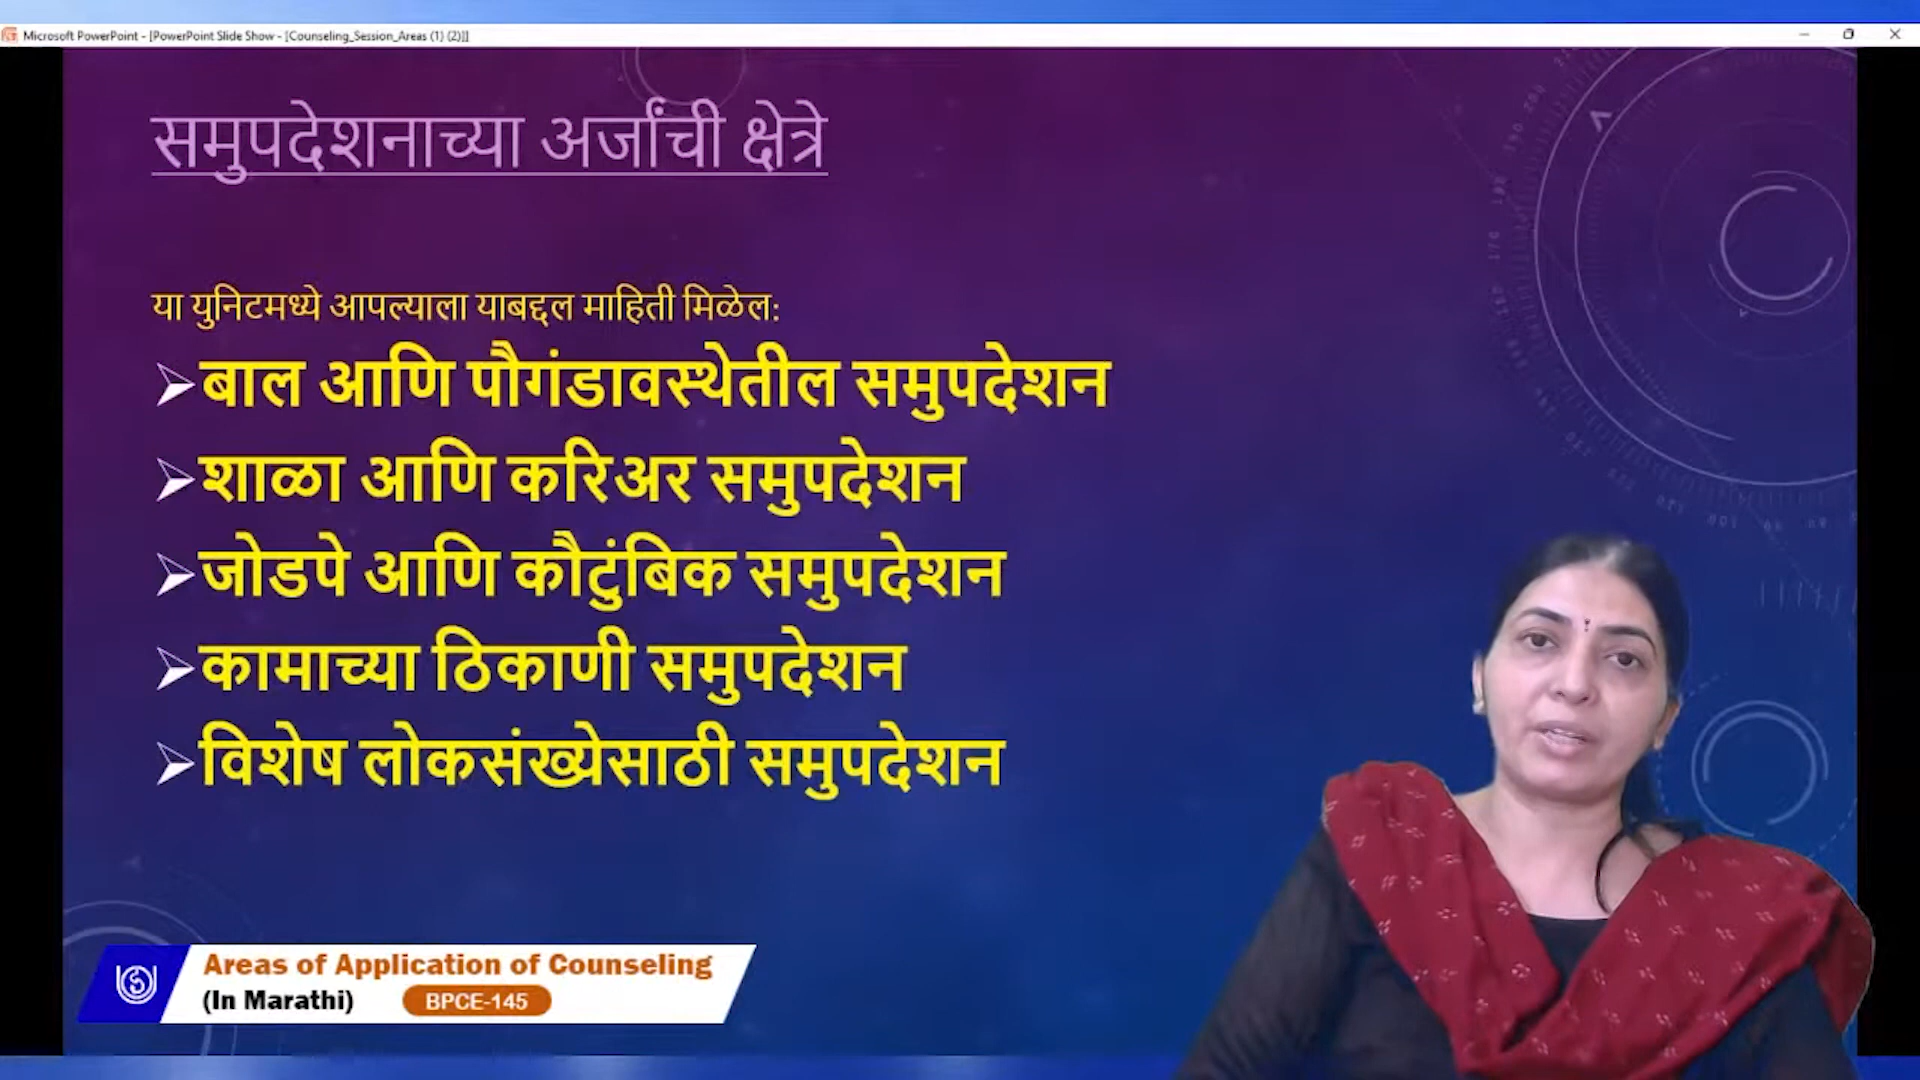 Microsoft PowerPoint - [PowerPoint Slide Show - [Counseling_Session_Areas (1) (2)]]
समुपदेशनाच्या अर्जांची क्षेत्रे
या युनिटमध्ये आपल्याला याबद्दल माहिती मिळेल:
बाल आणि पौगंडावस्थेतील समुपदेशन
शाळा आणि करिअर समुपदेशन
जोडपे आणि कौटुंबिक समुपदेशन
कामाच्या ठिकाणी समुपदेशन
विशेष लोकसंख्येसाठी समुपदेशन
Areas of Application of Counseling
(In Marathi) BPCE-145